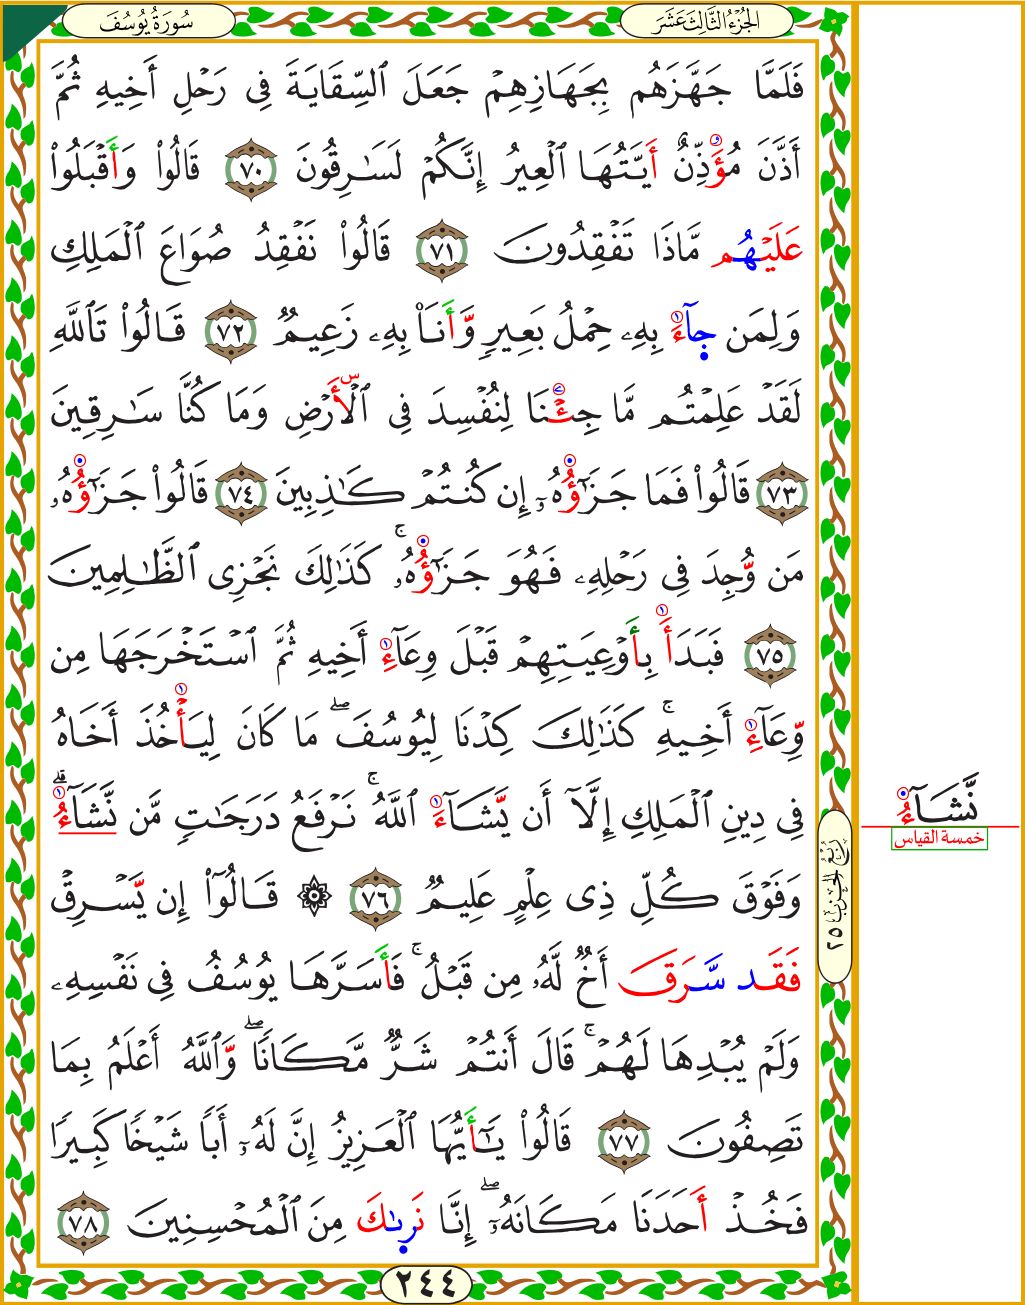 سُورَةُ يُوسُفَ
الجُزْءُ الثَّالِثَ عَشَرَ
فَلَمَّا جَهَّزَهُم بِجَهَازِهِمْ جَعَلَ ٱلسِّقَايَةَ فِى رَحْلِ أَخِيهِ ثُمَّ
أَذَّنَ مُؤَذِّنٌ أَيَّتُهَا ٱلْعِيرُ إِنَّكُمْ لَسَٰرِقُونَ ٧٠ قَالُوا۟ وَأَقْبَلُوا۟
عَلَيْهُم مَّاذَا تَفْقِدُونَ ٧١ قَالُوا۟ نَفْقِدُ صُوَاعَ ٱلْمَلِكِ
وَلِمَن جَآءَ بِهِۦ حِمْلُ بَعِيرٍ وَّأَنَا۠ بِهِۦ زَعِيمٌ ٧٢ قَالُوا۟ تَٱللَّهِ
لَقَدْ عَلِمْتُم مَّا جِئْنَا لِنُفْسِدَ فِى ٱلْأَرْضِ وَمَا كُنَّا سَٰرِقِينَ
٧٣ قَالُوا۟ فَمَا جَزَٰٓؤُهُۥٓ إِن كُنتُمْ كَٰذِبِينَ ٧٤ قَالُوا۟ جَزَٰٓؤُهُۥ
مَن وُّجِدَ فِى رَحْلِهِۦ فَهُوَ جَزَٰٓؤُهُۥ ۚ كَذَٰلِكَ نَجْزِى ٱلظَّٰلِمِينَ
٧٥ فَبَدَأَ بِأَوْعِيَتِهِمْ قَبْلَ وِعَآءِ أَخِيهِ ثُمَّ ٱسْتَخْرَجَهَا مِن
وِّعَآءِ أَخِيهِ ۚ كَذَٰلِكَ كِدْنَا لِيُوسُفَ ۖ مَا كَانَ لِيَأْخُذَ أَخَاهُ
فِى دِينِ ٱلْمَلِكِ إِلَّآ أَن يَّشَآءَ ٱللَّهُ ۚ نَرْفَعُ دَرَجَٰتِ مَّن نَّشَآءُ ۗ
نَّشَآءُ
خمسة القياس
وَفَوْقَ كُلِّ ذِى عِلْمٍ عَلِيمٌ ٧٦ ۞ قَالُوٓا۟ إِن يَّسْرِقْ
رُبْعُ الحِزْبِ ٢٥
فَقَد سَّرَقَ أَخٌ لَّهُۥ مِن قَبْلُ ۚ فَأَسَرَّهَا يُوسُفُ فِى نَفْسِهِۦ
وَلَمْ يُبْدِهَا لَهُمْ ۚ قَالَ أَنتُمْ شَرٌّ مَّكَانًا ۖ وَّٱللَّهُ أَعْلَمُ بِمَا
تَصِفُونَ ٧٧ قَالُوا۟ يَٰٓأَيُّهَا ٱلْعَزِيزُ إِنَّ لَهُۥٓ أَبًا شَيْخًا كَبِيرًا
فَخُذْ أَحَدَنَا مَكَانَهُۥٓ ۖ إِنَّا نَرَىٰكَ مِنَ ٱلْمُحْسِنِينَ ٧٨
٢٤٤